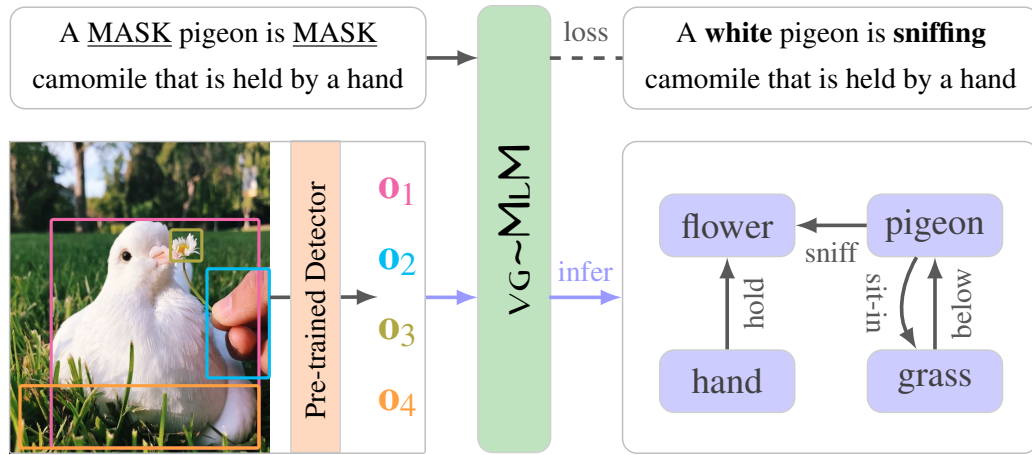 A MASK pigeon is MASK
camomile that is held by a hand
loss
A white pigeon is sniffing
camomile that is held by a hand
Pre-trained Detector
o1
o2
o3
o4
VG~MLM
infer
flower
pigeon
sniff
hold
sit-in
below
hand
grass